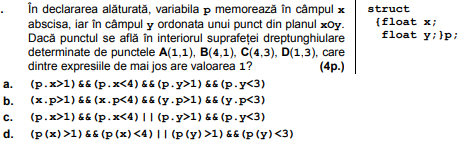 . În declararea alăturată, variabila p memorează în câmpul x
abscisa, iar în câmpul y ordonata unui punct din planul xOy.
Dacă punctul se află în interiorul suprafeţei dreptunghiulare
determinate de punctele A(1,1), B(4,1), C(4,3), D(1,3), care
dintre expresiile de mai jos are valoarea 1? (4p.)
struct
{float x;
float y;}p;
a. (p.x>1)&&(p.x<4)&&(p.y>1)&&(p.y<3)
b. (x.p>1)&&(x.p<4)&&(y.p>1)&&(y.p<3)
c. (p.x>1)&&(p.x<4)||(p.y>1)&&(p.y<3)
d. (p(x)>1)&&(p(x)<4)||(p(y)>1)&&(p(y)<3)